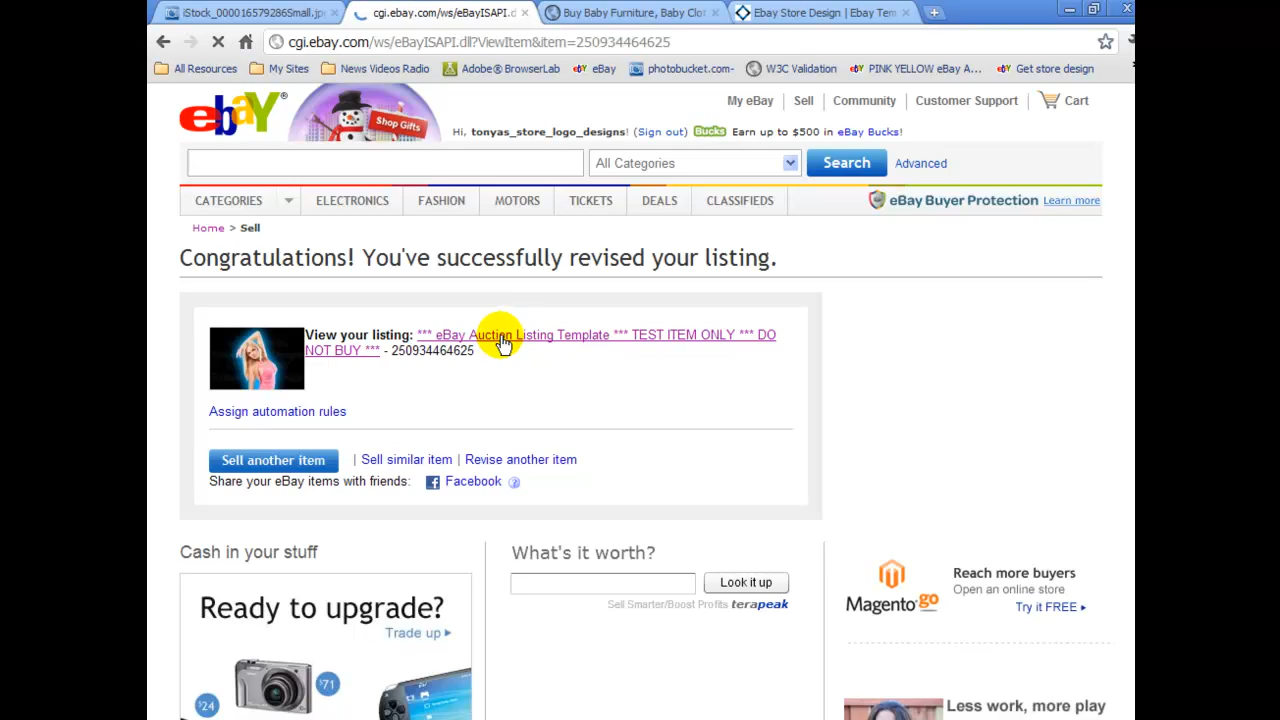 iStock_000016579286Small.jp
cgi.ebay.com/ws/eBayISAPI.d
Buy Baby Furniture, Baby Clo
Ebay Store Design | Ebay Tem
cgi.ebay.com/ws/eBayISAPI.dll?ViewItem&item=250934464625
All Resources My Sites News Videos Radio Adobe® BrowserLab eBay photobucket.com- W3C Validation PINK YELLOW eBay A... Get store design
ebay® Shop Gifts
My eBay | Sell | Community | Customer Support | Cart
Hi, tonyas_store_logo_designs! (Sign out) Bucks Earn up to $500 in eBay Bucks!
All Categories Search Advanced
CATEGORIES ELECTRONICS FASHION MOTORS TICKETS DEALS CLASSIFIEDS eBay Buyer Protection Learn more
Home > Sell
Congratulations! You've successfully revised your listing.
View your listing: *** eBay Auction Listing Template *** TEST ITEM ONLY *** DO
NOT BUY *** - 250934464625
Assign automation rules
Sell another item | Sell similar item | Revise another item
Share your eBay items with friends: Facebook ?
Cash in your stuff
Ready to upgrade?
Trade up
$71
$24
What's it worth?
Look it up
Sell Smarter/Boost Profits terapeak
Magento go
Reach more buyers
Open an online store
Try it FREE
Less work, more play